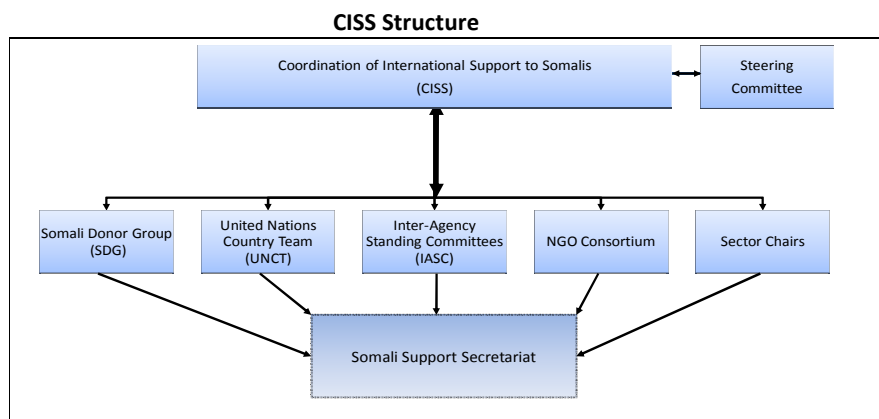 CISS Structure
Coordination of International Support to Somalis
(CISS)
Steering
Committee
Somali Donor Group
(SDG)
United Nations
Country Team
(UNCT)
Inter-Agency
Standing Committees
(IASC)
NGO Consortium
Sector Chairs
Somali Support Secretariat